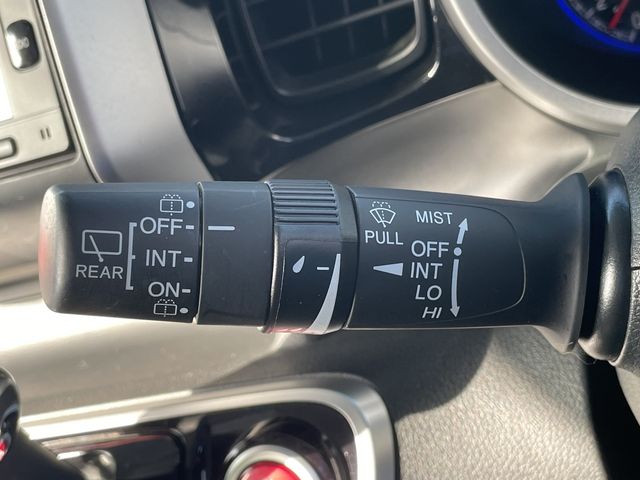 OFF
INT
ON
REAR
PULL
MIST
OFF
INT
LO
HI